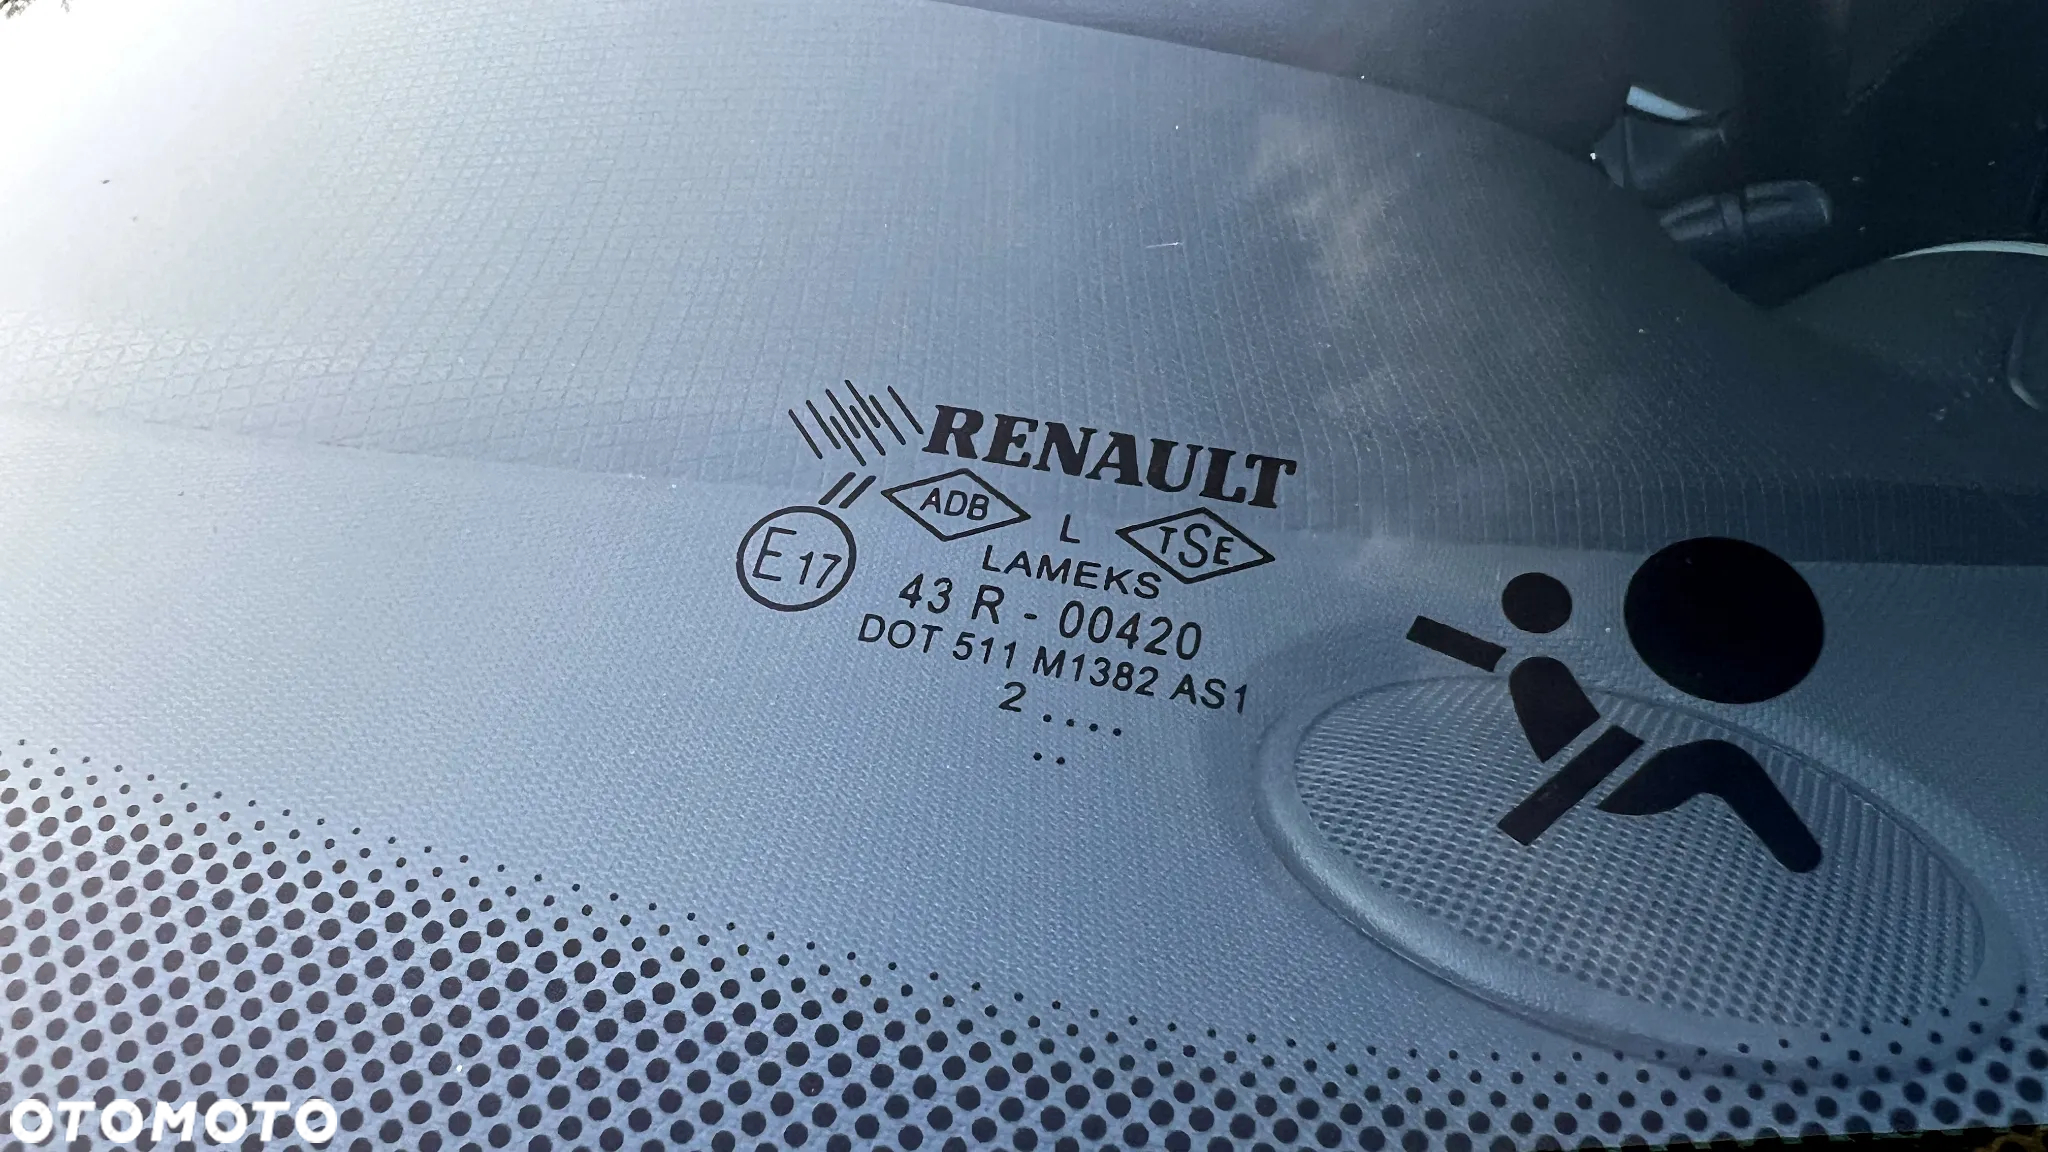 RENAULT
ADB L TSE
LAMEKS
E17 43 R - 00420
DOT 511 M1382 AS1
2 ....
..
OTOMOTO